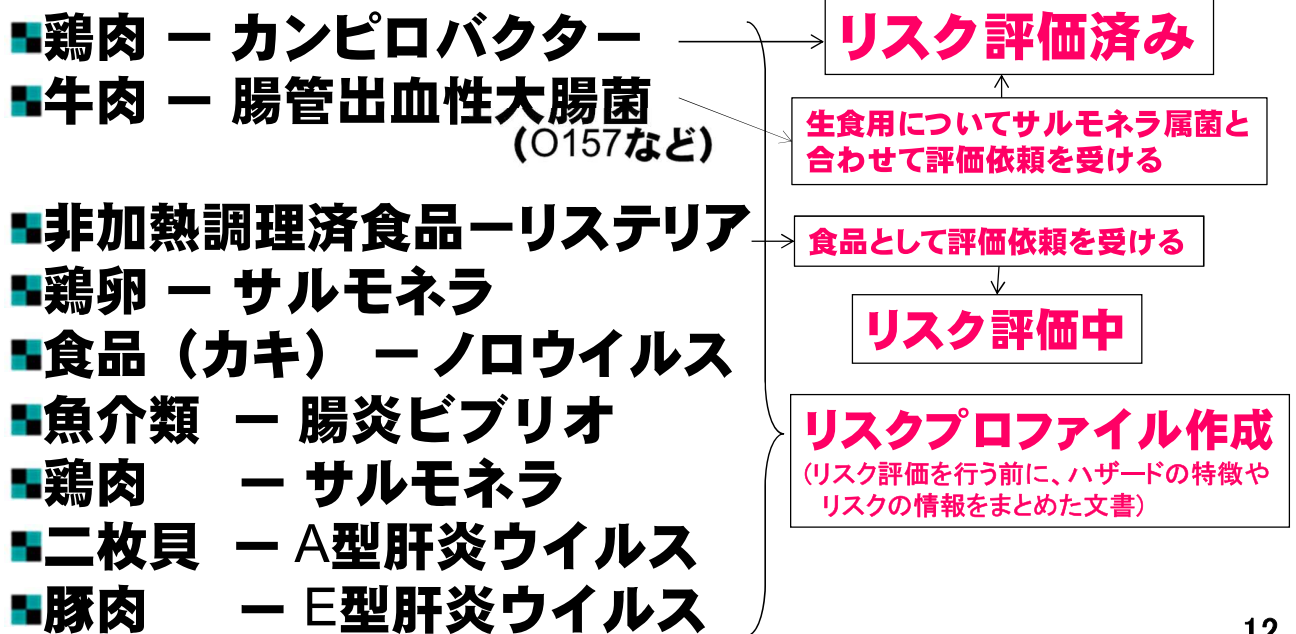 鶏肉 ー カンピロバクター
牛肉 ー 腸管出血性大腸菌
(O157など)
非加熱調理済食品ーリステリア
鶏卵 ー サルモネラ
食品（カキ） ーノロウイルス
魚介類 ー 腸炎ビブリオ
鶏肉 ー サルモネラ
二枚貝 ー A型肝炎ウイルス
豚肉 ー E型肝炎ウイルス
リスク評価済み
生食用についてサルモネラ属菌と
合わせて評価依頼を受ける
食品として評価依頼を受ける
リスク評価中
リスクプロファイル作成
(リスク評価を行う前に、ハザードの特徴や
リスクの情報をまとめた文書)
12